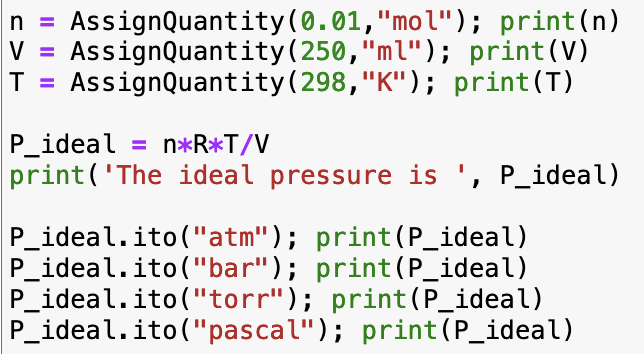 n = AssignQuantity(0.01,"mol"); print(n)
V = AssignQuantity(250,"ml"); print(V)
T = AssignQuantity(298,"K"); print(T)
P_ideal = n*R*T/V
print('The ideal pressure is ', P_ideal)
P_ideal.ito("atm"); print(P_ideal)
P_ideal.ito("bar"); print(P_ideal)
P_ideal.ito("torr"); print(P_ideal)
P_ideal.ito("pascal"); print(P_ideal)